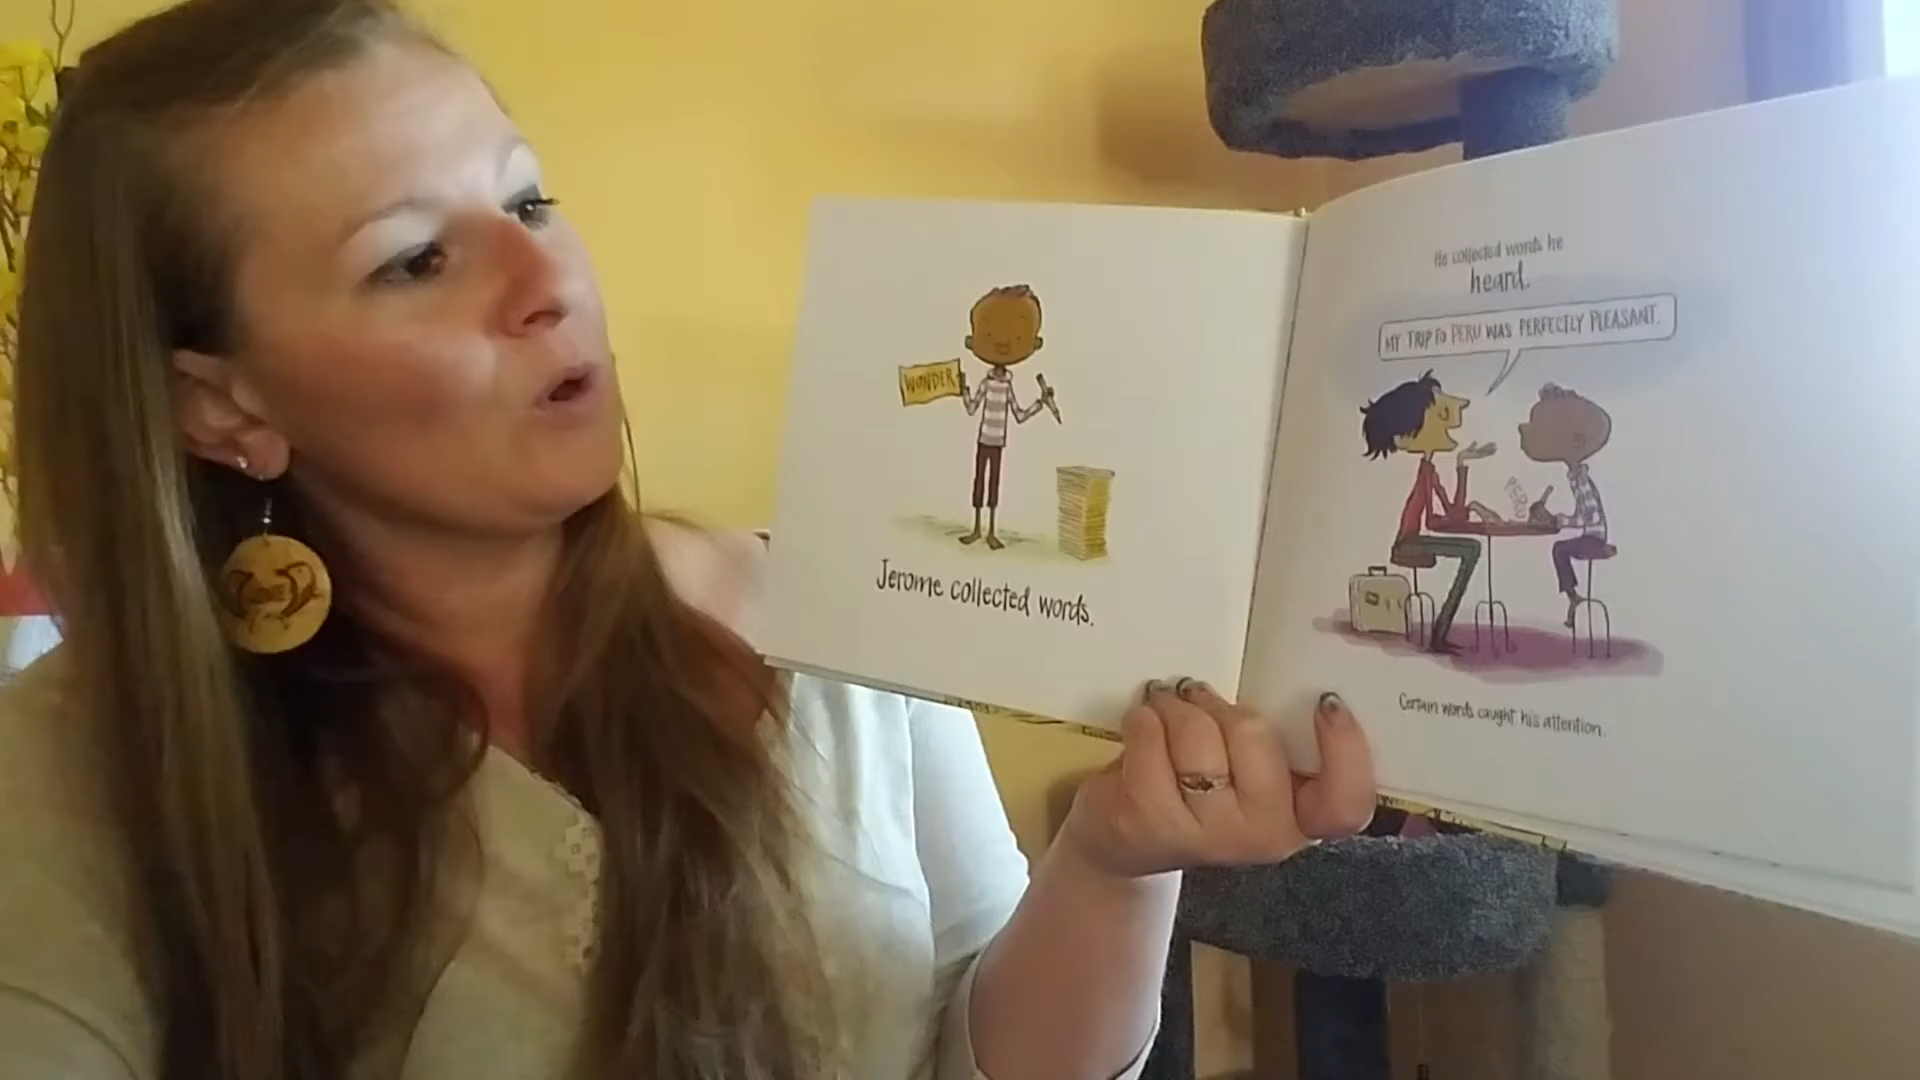 WONDER
Jerome collected words.
He collected words he
heard.
MY TRIP TO PERU WAS PERFECTLY PLEASANT.
PERU
Certain words caught his attention.